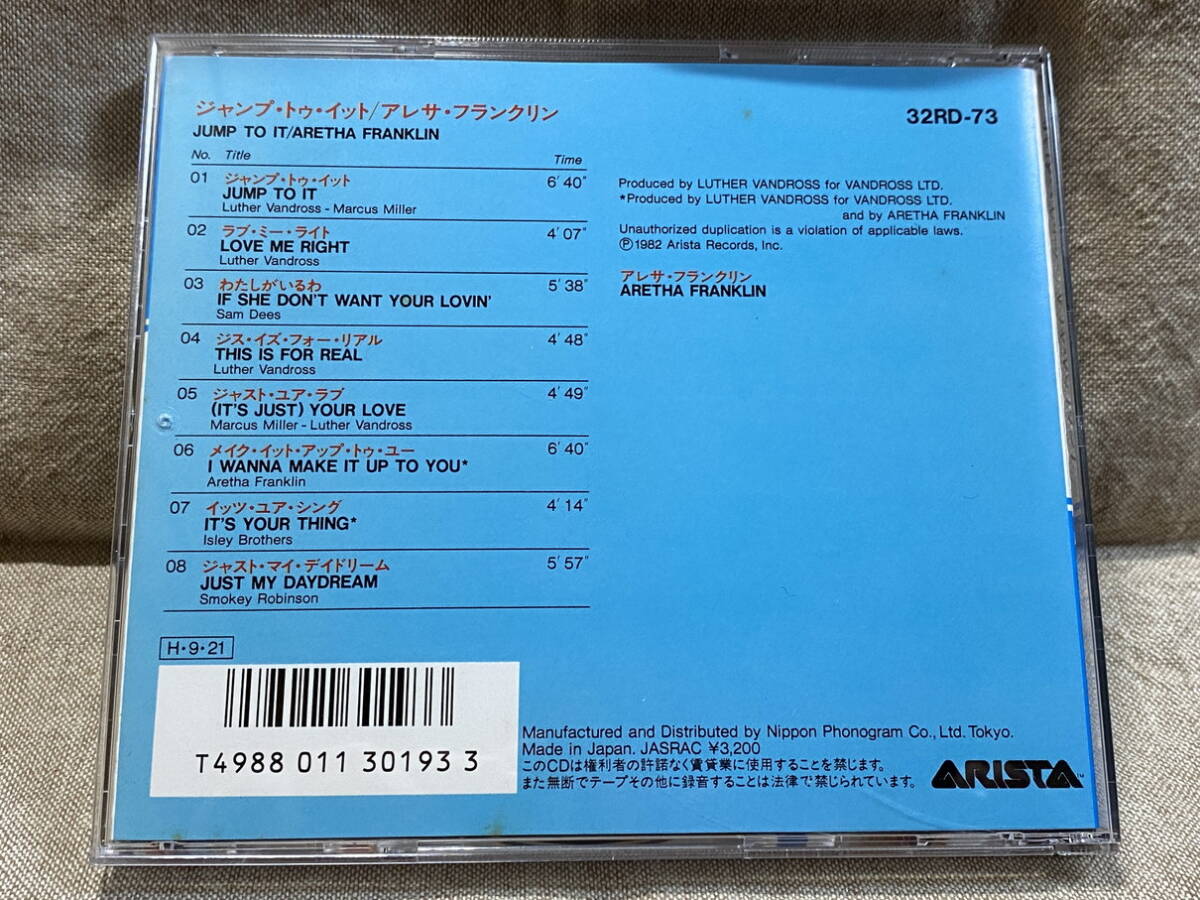 ジャンプ・トゥ・イット/アレサ・フランクリン
JUMP TO IT/ARETHA FRANKLIN
32RD-73
No. Title Time
01 ジャンプ・トゥ・イット 6′40″
JUMP TO IT
Luther Vandross - Marcus Miller
02 ラブ・ミー・ライト 4′07″
LOVE ME RIGHT
Luther Vandross
03 わたしがいるわ 5′38″
IF SHE DON'T WANT YOUR LOVIN'
Sam Dees
04 ジス・イズ・フォー・リアル 4′48″
THIS IS FOR REAL
Luther Vandross
05 ジャスト・ユア・ラブ 4′49″
(IT'S JUST) YOUR LOVE
Marcus Miller - Luther Vandross
06 メイク・イット・アップ・トゥ・ユー 6′40″
I WANNA MAKE IT UP TO YOU*
Aretha Franklin
07 イッツ・ユア・シング 4′14″
IT'S YOUR THING*
Isley Brothers
08 ジャスト・マイ・デイドリーム 5′57″
JUST MY DAYDREAM
Smokey Robinson
Produced by LUTHER VANDROSS for VANDROSS LTD.
*Produced by LUTHER VANDROSS for VANDROSS LTD.
and by ARETHA FRANKLIN
Unauthorized duplication is a violation of applicable laws.
℗1982 Arista Records, Inc.
アレサ・フランクリン
ARETHA FRANKLIN
H・9・21
T4988 011 30193 3
Manufactured and Distributed by Nippon Phonogram Co., Ltd. Tokyo.
Made in Japan. JASRAC ¥3,200
このCDは権利者の許諾なく賃貸業に使用することを禁じます。
また無断でテープその他に録音することは法律で禁じられています。
ARISTA™